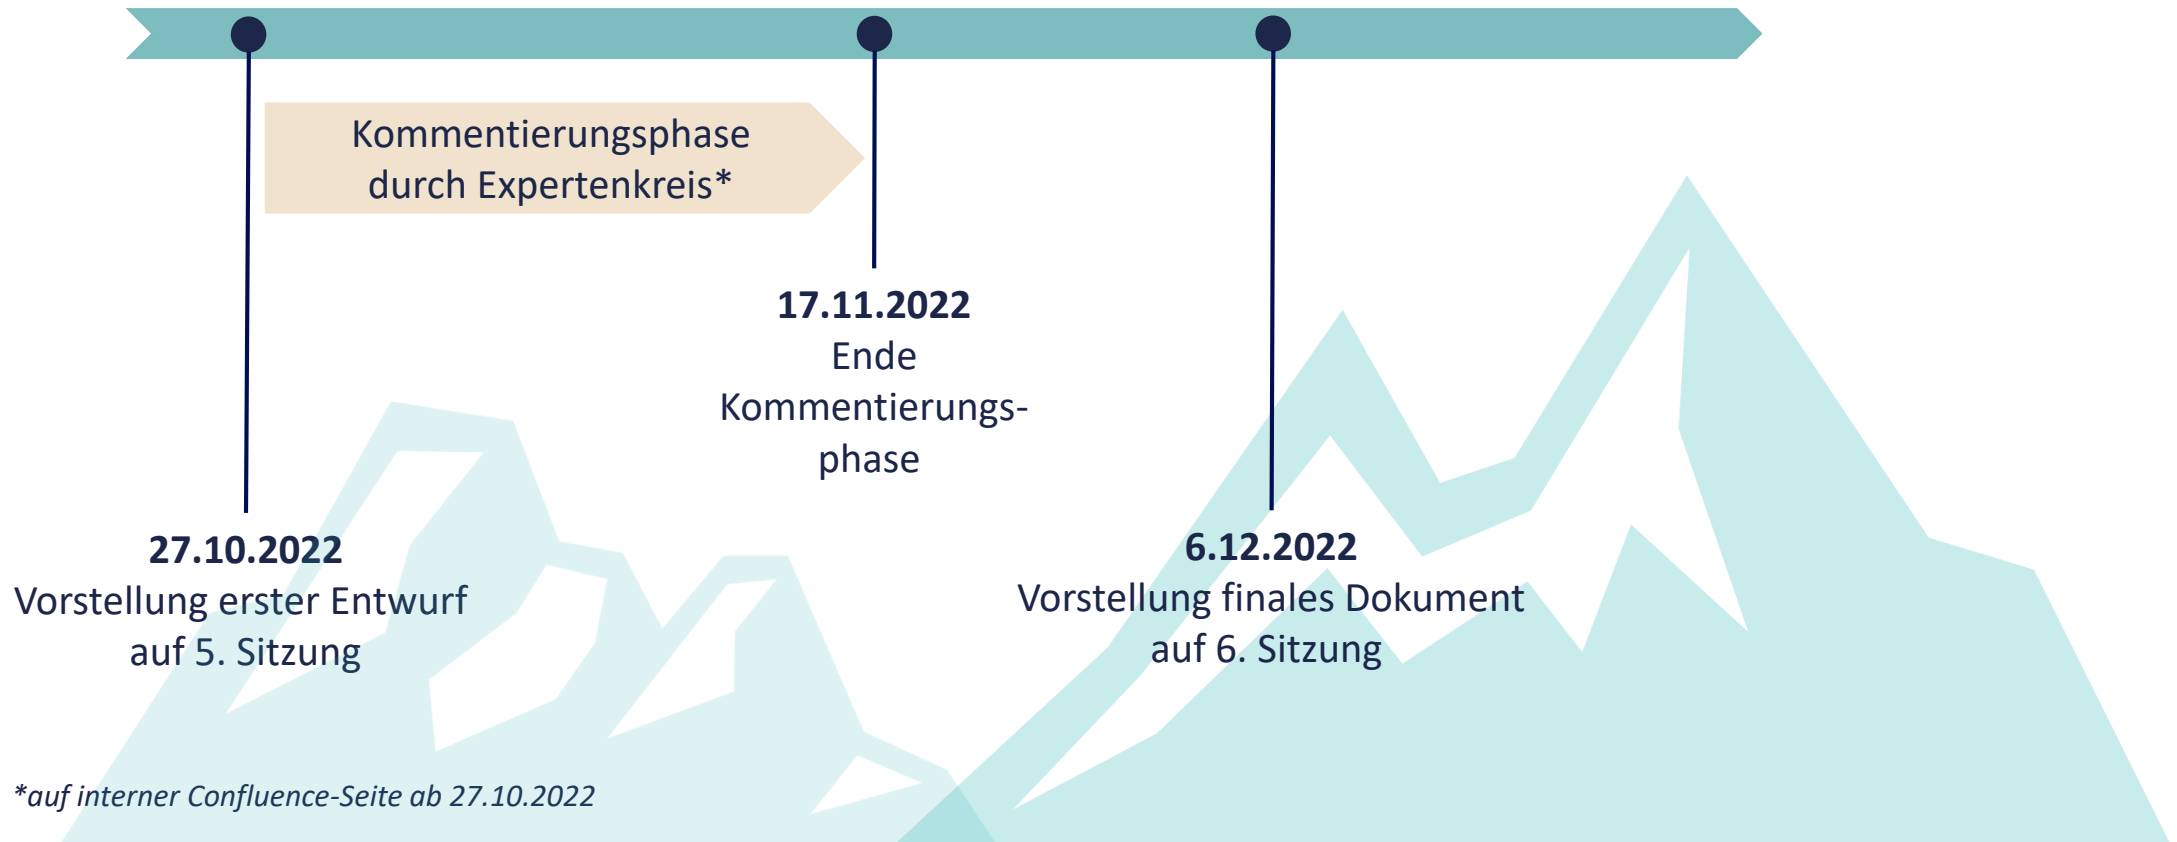 Kommentierungsphase
durch Expertenkreis*
17.11.2022
Ende
Kommentierungs-
phase
27.10.2022
Vorstellung erster Entwurf
auf 5. Sitzung
6.12.2022
Vorstellung finales Dokument
auf 6. Sitzung
*auf interner Confluence-Seite ab 27.10.2022